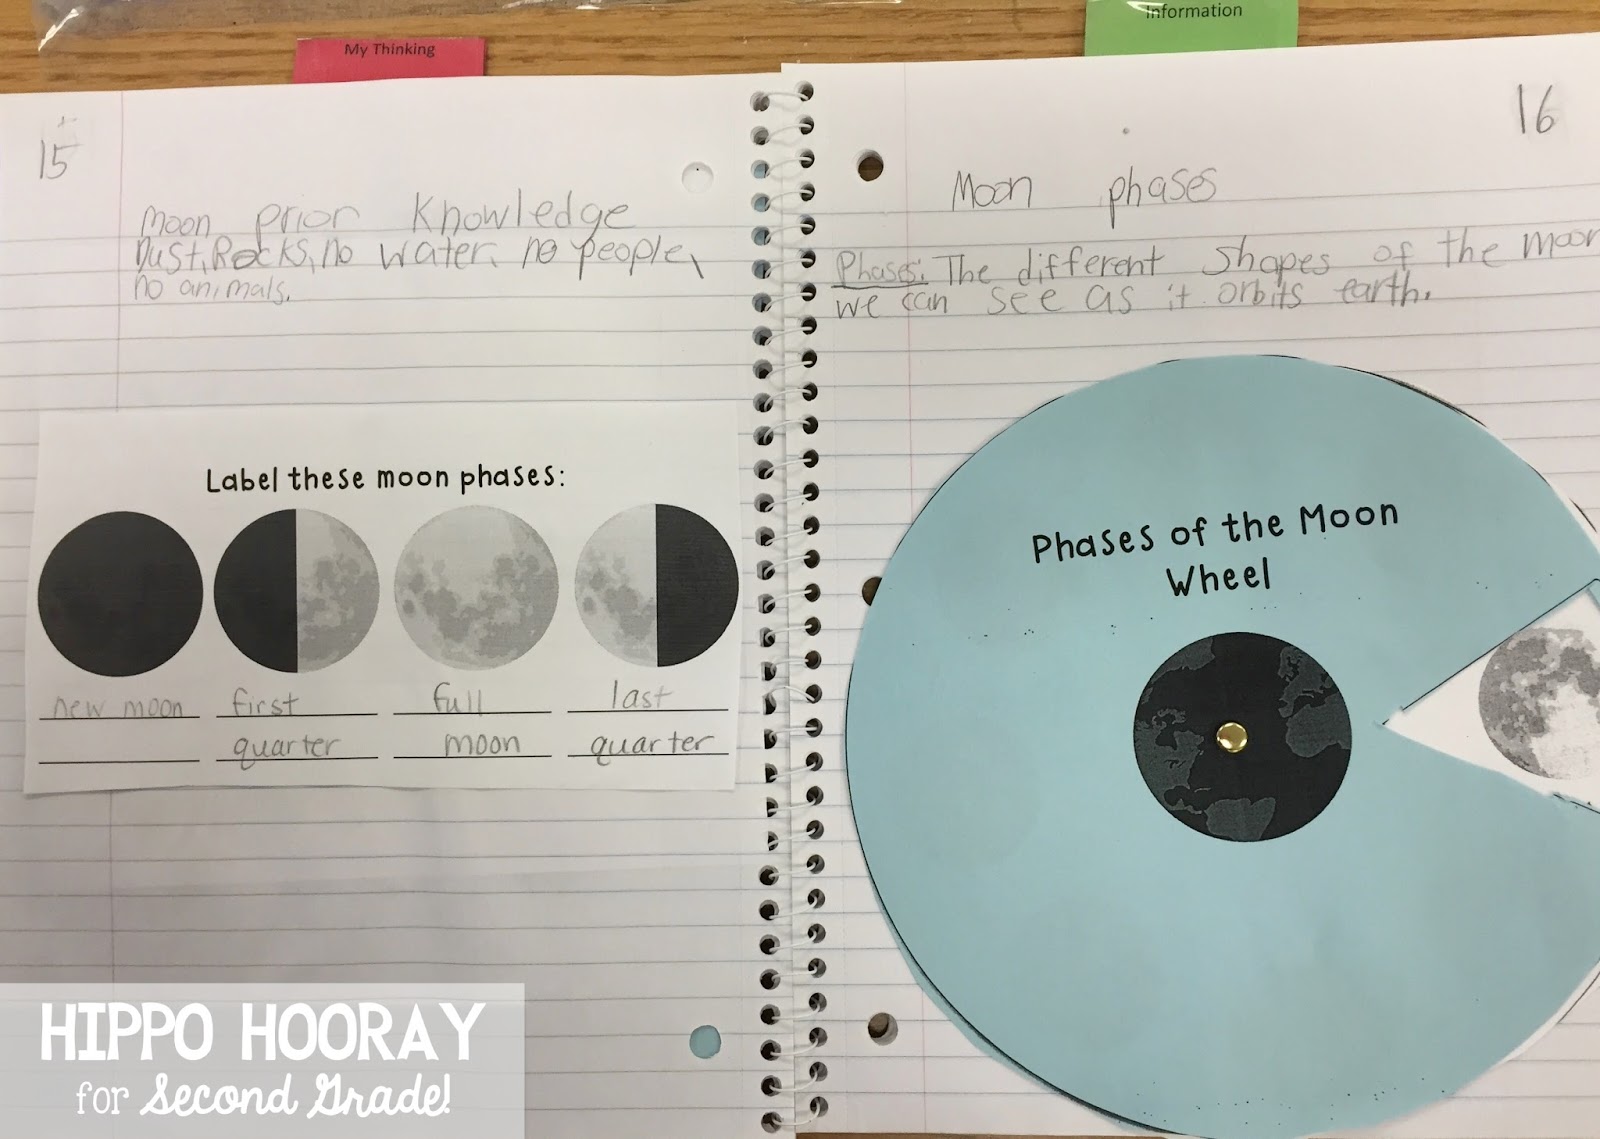 My Thinking
15
Moon prior Knowledge
Dust, Rocks, no water, no people,
no animals.
Label these moon phases:
new moon
first
quarter
full
moon
last
quarter
HIPPO HOORAY
for Second Grade!
Information
16
Moon phases
Phases: The different shapes of the moon
we can see as it orbits earth.
Phases of the Moon
Wheel